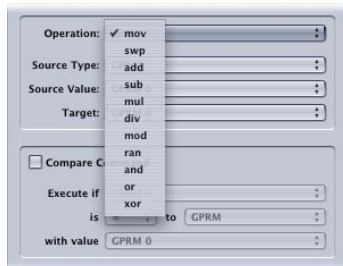 Operation: ✓ mov
swp
Source Type: add
Source Value: sub
mul
Target: div
mod
ran
Compare and
Execute if or
xor
is = to GPRM
with value GPRM 0